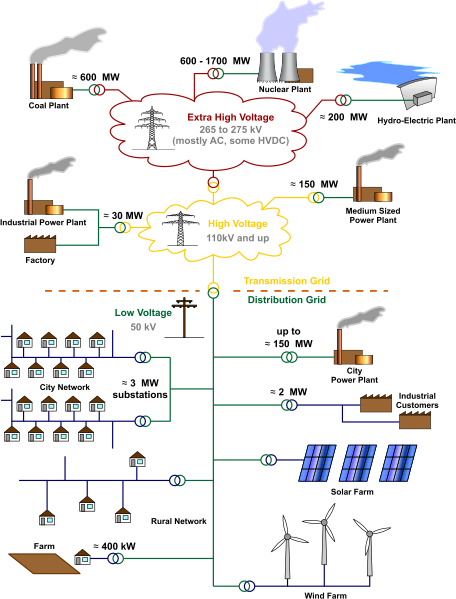 ≈ 600 MW
600 - 1700 MW
Coal Plant
Nuclear Plant
Extra High Voltage
265 to 275 kV
(mostly AC, some HVDC)
≈ 200 MW
Hydro-Electric Plant
≈ 150 MW
Industrial Power Plant
≈ 30 MW
Medium Sized
Power Plant
High Voltage
110kV and up
Factory
Transmission Grid
Distribution Grid
Low Voltage
50 kV
up to
≈ 150 MW
City
Power Plant
City Network
≈ 3 MW
substations
≈ 2 MW
Industrial
Customers
Solar Farm
Rural Network
Farm
≈ 400 kW
Wind Farm